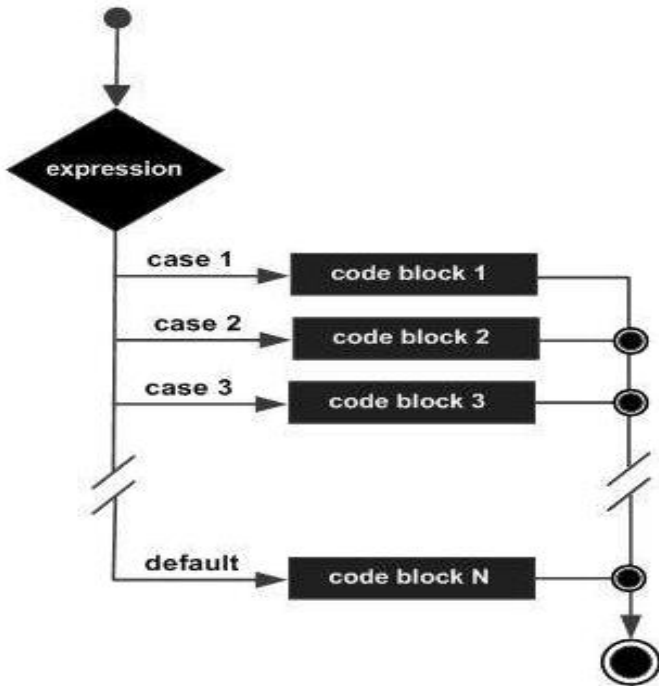 expression
case 1
code block 1
case 2
code block 2
case 3
code block 3
default
code block N